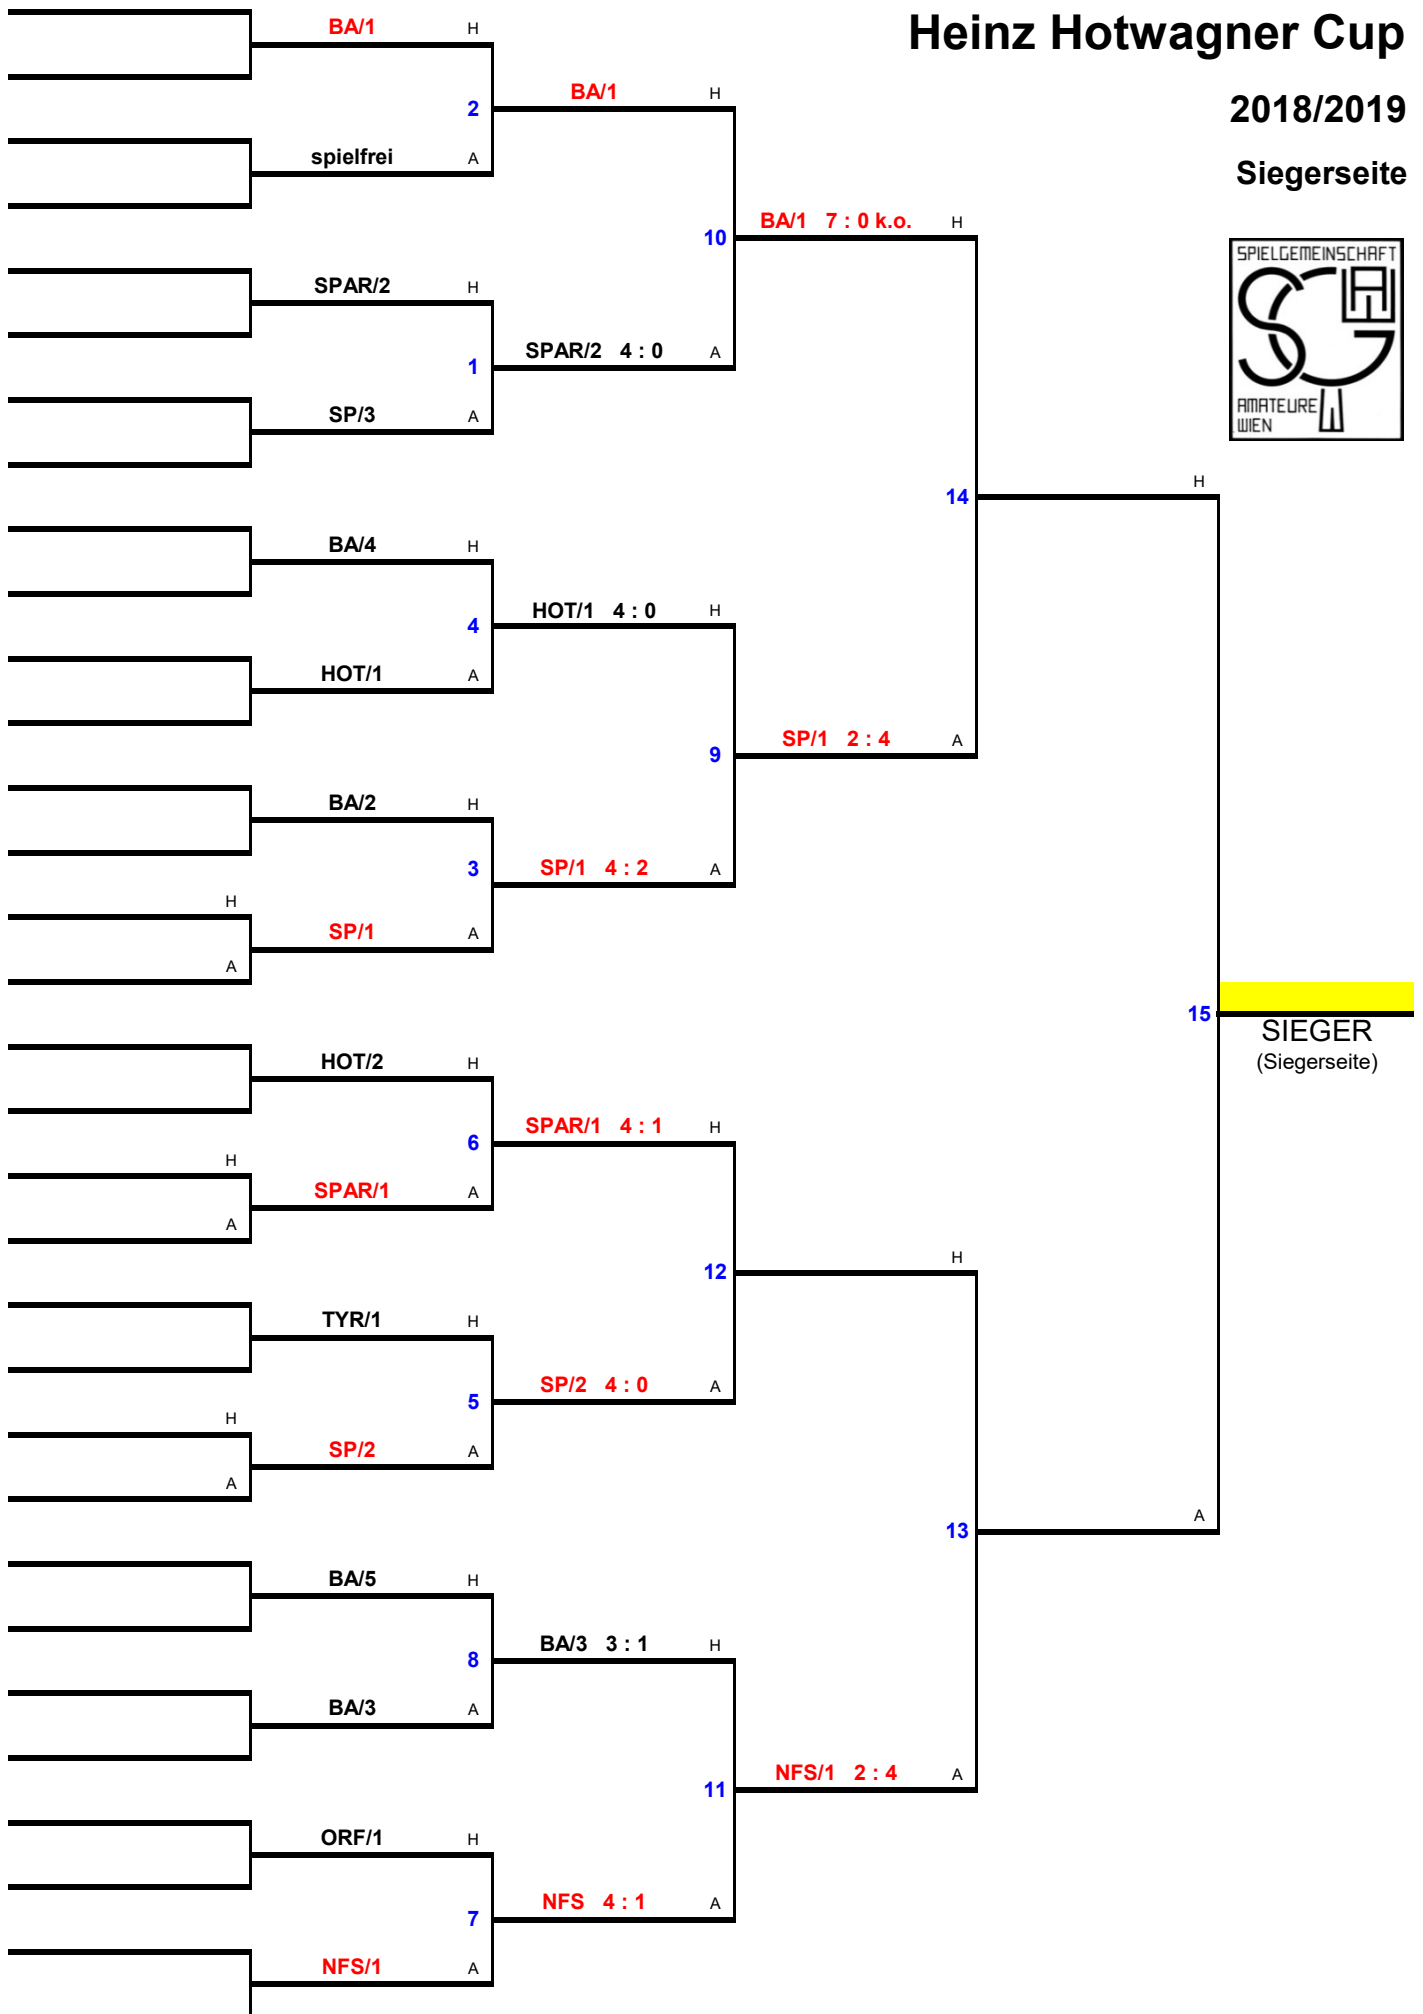 Heinz Hotwagner Cup
BA/1 H
BA/1 H
2
2018/2019
spielfrei A
Siegerseite
BA/1 7 : 0 k.o. H
10
SPIELGEMEINSCHAFT
SGA
AMATEURE
WIEN
SPAR/2 H
SPAR/2 4 : 0 A
1
SP/3 A
H
14
BA/4 H
HOT/1 4 : 0 H
4
HOT/1 A
SP/1 2 : 4 A
9
BA/2 H
SP/1 4 : 2 A
3
H
SP/1 A
A
15
SIEGER
(Siegerseite)
HOT/2 H
SPAR/1 4 : 1 H
6
H
SPAR/1 A
A
H
12
TYR/1 H
SP/2 4 : 0 A
5
H
SP/2 A
A
A
13
BA/5 H
BA/3 3 : 1 H
8
BA/3 A
NFS/1 2 : 4 A
11
ORF/1 H
NFS 4 : 1 A
7
NFS/1 A